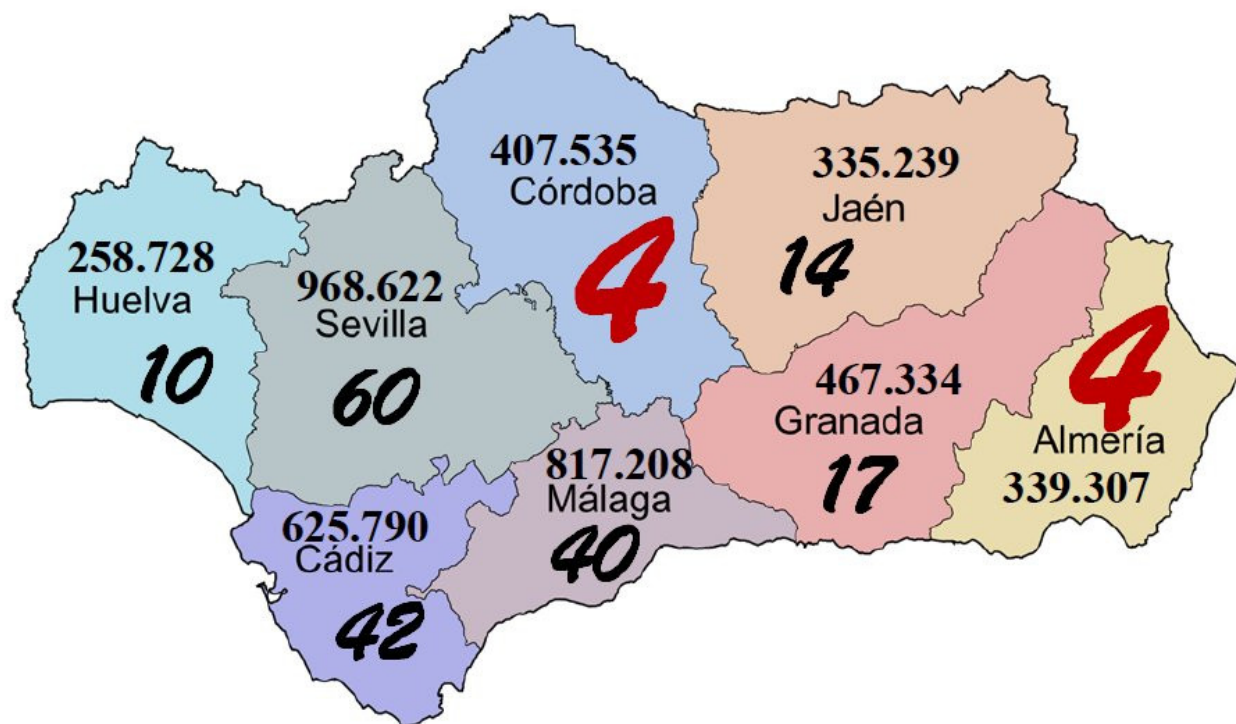 407.535
Córdoba
4
335.239
Jaén
14
258.728
Huelva
10
968.622
Sevilla
60
467.334
Granada
17
4
Almería
339.307
817.208
Málaga
40
625.790
Cádiz
42